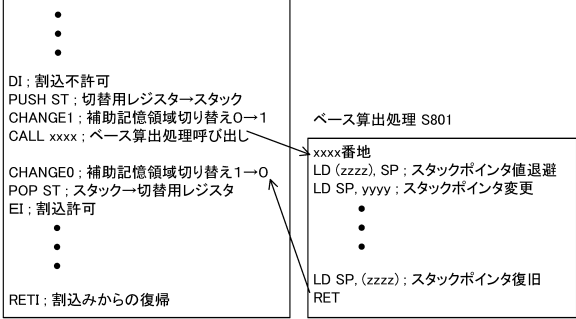 DI ; 割込不許可
PUSH ST ; 切替用レジスタ→スタック
CHANGE1 ; 補助記憶領域切り替え0→1
CALL xxxx ; ベース算出処理呼び出し
CHANGE0 ; 補助記憶領域切り替え1→0
POP ST ; スタック→切替用レジスタ
EI ; 割込許可
RETI ; 割込みからの復帰
ベース算出処理 S801
xxxx番地
LD (zzzz), SP ; スタックポインタ値退避
LD SP, yyyy ; スタックポインタ変更
LD SP, (zzzz) ; スタックポインタ復旧
RET